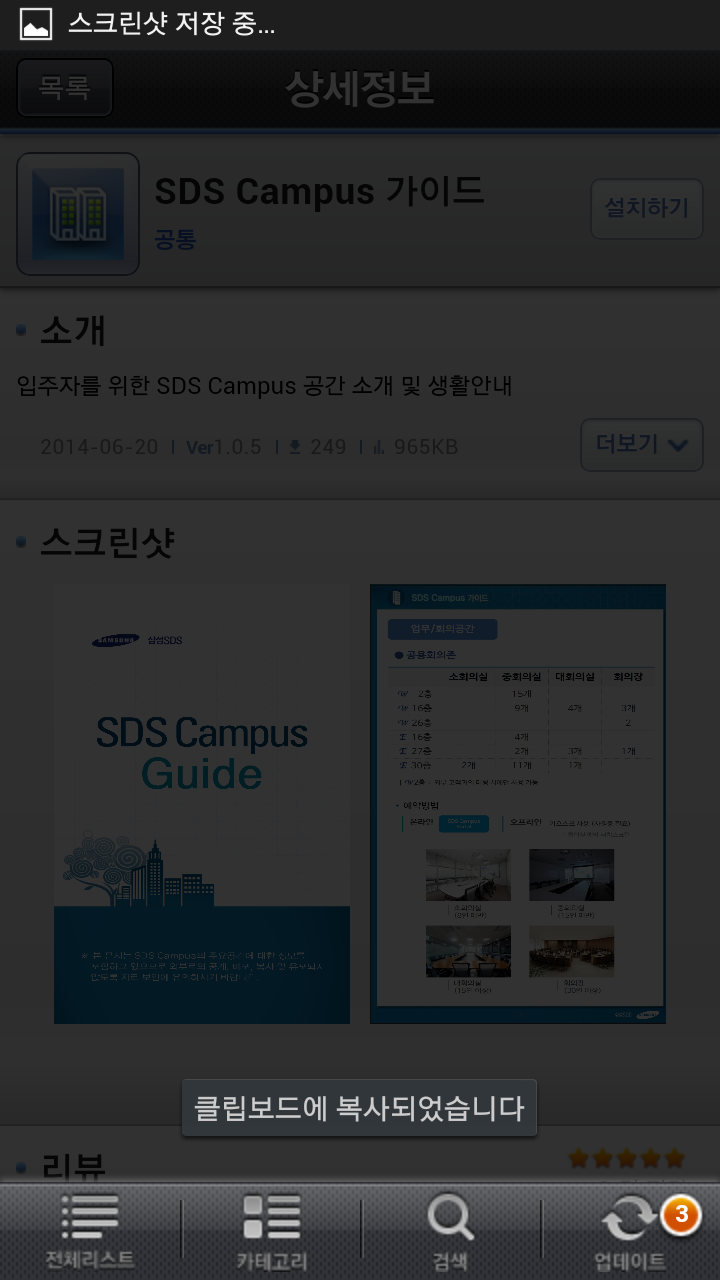 스크린샷 저장 중...
목록
상세정보
SDS Campus 가이드
공통
설치하기
소개
입주자를 위한 SDS Campus 공간 소개 및 생활안내
2014-06-20 | Ver1.0.5 | 249 | 965KB
더보기
스크린샷
SAMSUNG 삼성SDS
SDS Campus
Guide
SDS Campus 가이드
업무/회의공간
공용회의존
소회의실 중회의실 대회의실 회의장
2층 15개
16층 9개 4개 3개
26층 2
16층 4개
27층 2개 3개 1개
30층 2개 11개 1개
예약방법
온라인
오프라인
클립보드에 복사되었습니다
리뷰
전체리스트
카테고리
검색
업데이트
3